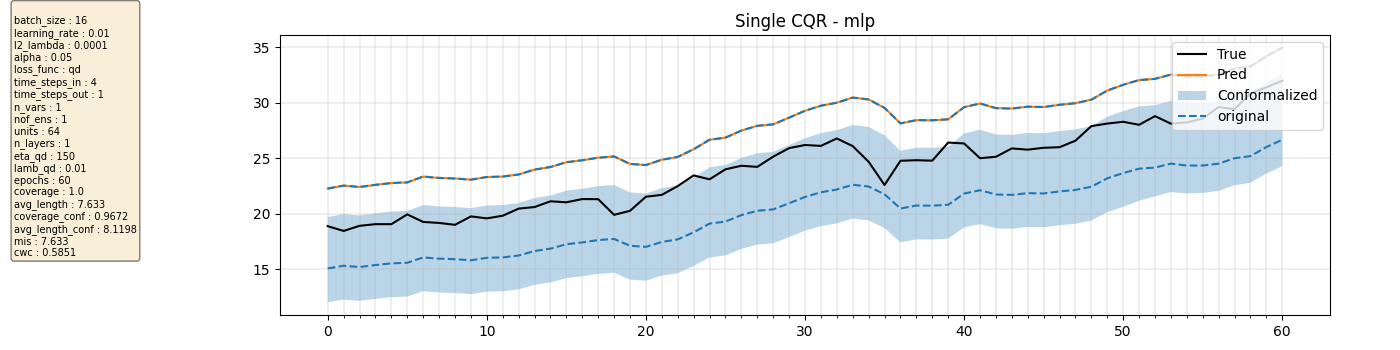 batch_size : 16
learning_rate : 0.01
l2_lambda : 0.0001
alpha : 0.05
loss_func : qd
time_steps_in : 4
time_steps_out : 1
n_vars : 1
nof_ens : 1
units : 64
n_layers : 1
eta_qd : 150
lamb_qd : 0.01
epochs : 60
coverage : 1.0
avg_length : 7.633
coverage_conf : 0.9672
avg_length_conf : 8.1198
mis : 7.633
cwc : 0.5851
Single CQR - mlp
35
30
25
20
15
True
Pred
Conformalized
original
0 10 20 30 40 50 60